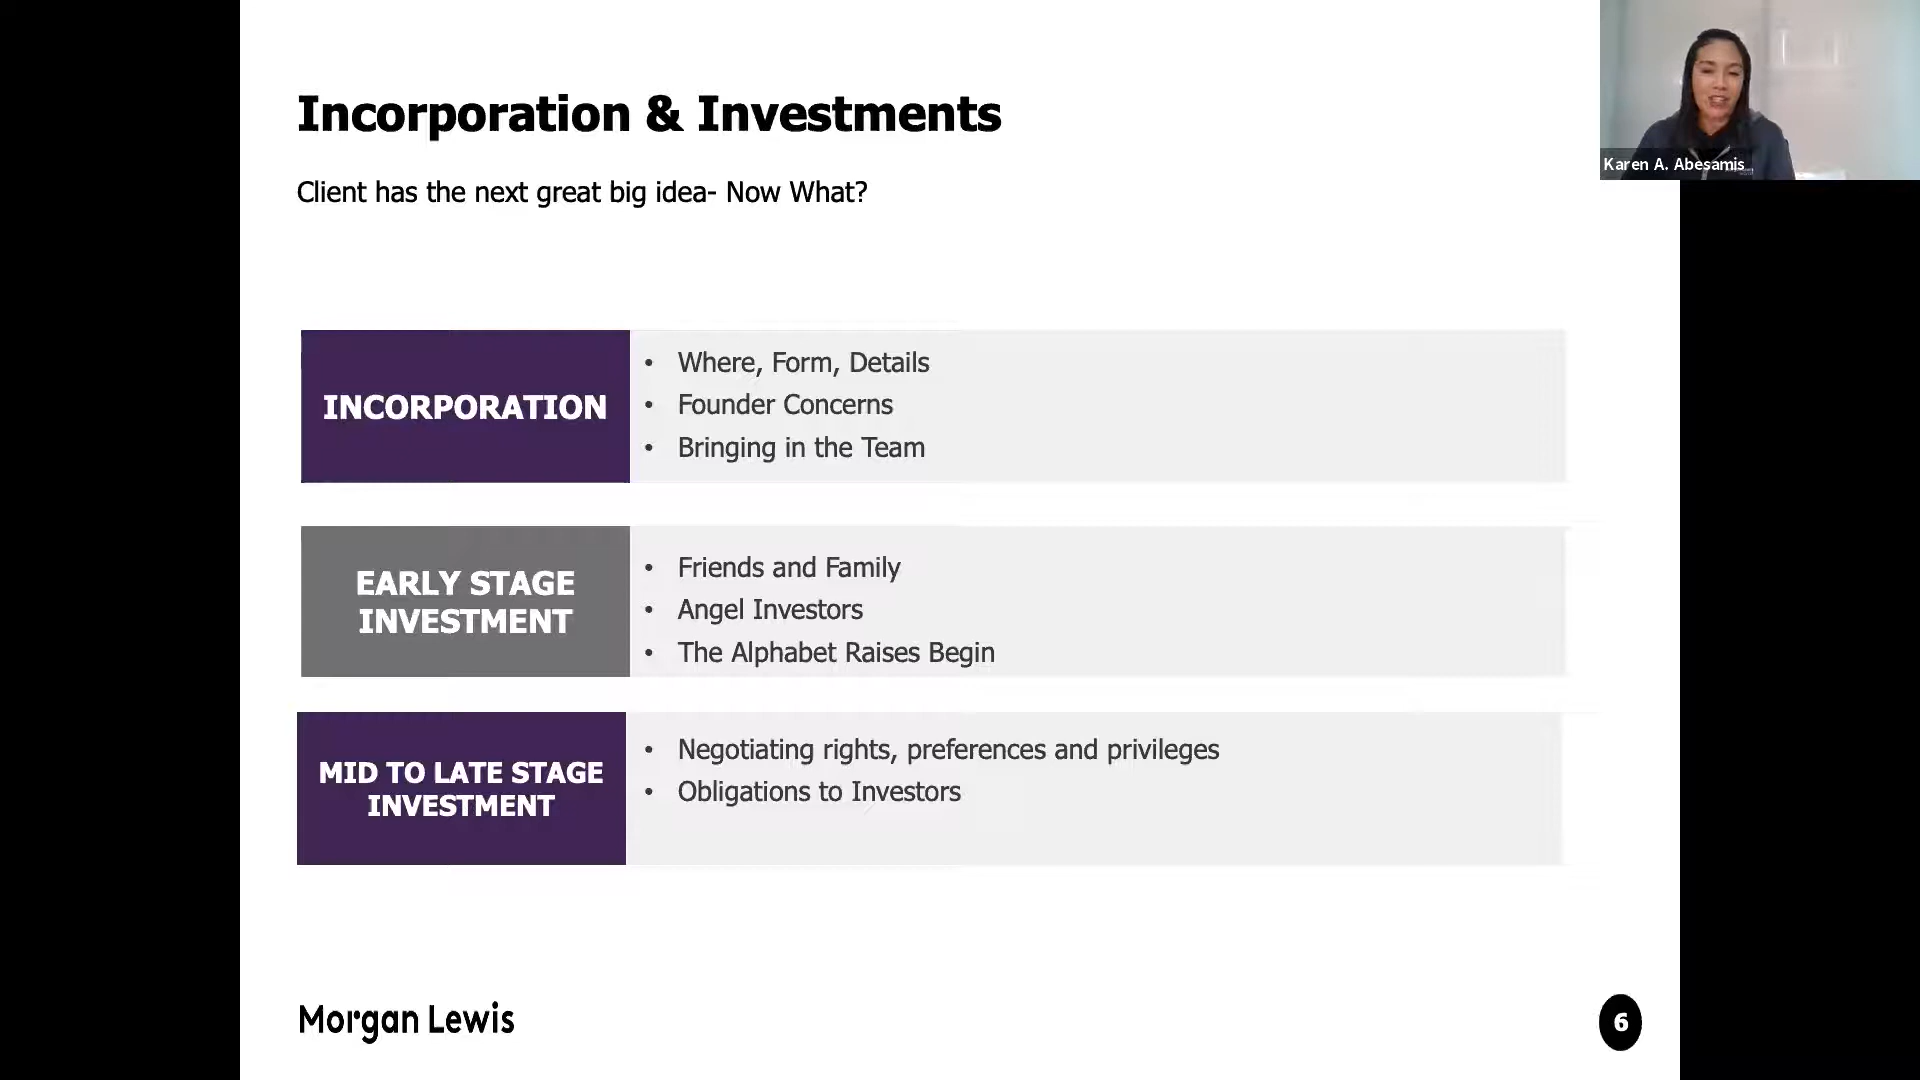 Incorporation & Investments
Client has the next great big idea- Now What?
Karen A. Abesamis
INCORPORATION
• Where, Form, Details
• Founder Concerns
• Bringing in the Team
EARLY STAGE
INVESTMENT
• Friends and Family
• Angel Investors
• The Alphabet Raises Begin
MID TO LATE STAGE
INVESTMENT
• Negotiating rights, preferences and privileges
• Obligations to Investors
Morgan Lewis
6